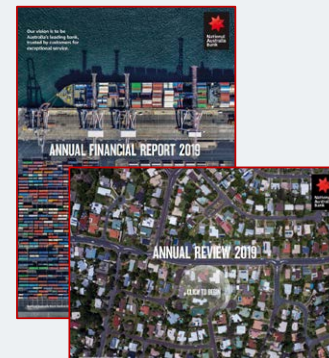 Our vision is to be
Australia's leading bank,
trusted by customers for
exceptional service.
National
Australia
Bank
ANNUAL FINANCIAL REPORT 2019
National
Australia
Bank
ANNUAL REVIEW 2019
CLICK TO BEGIN